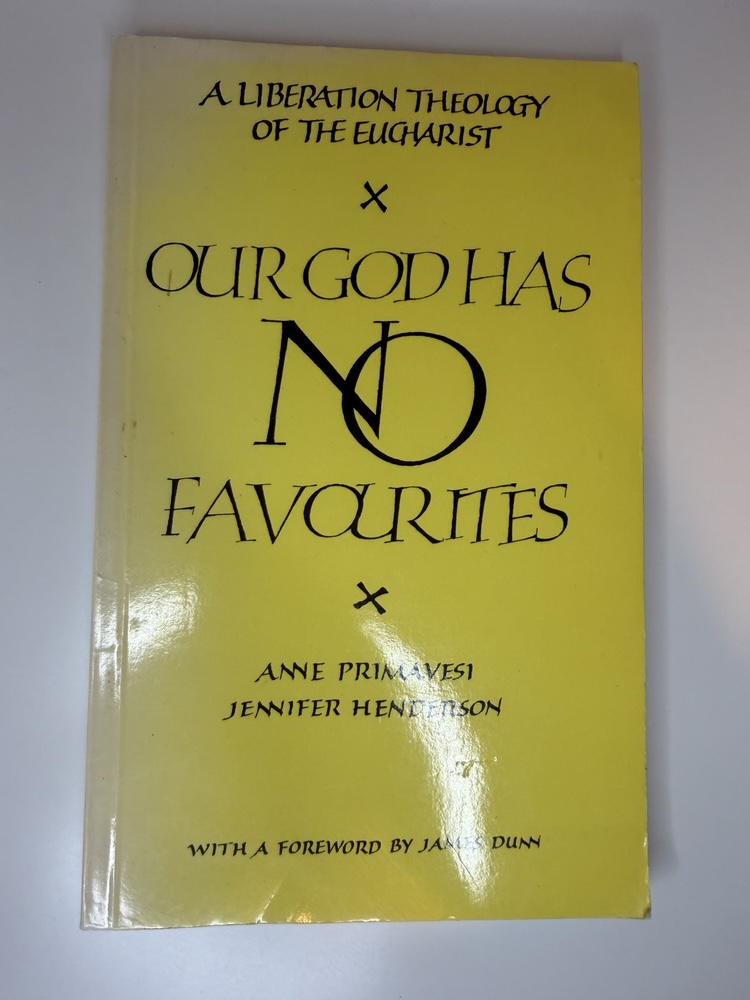 A LIBERATION THEOLOGY
OF THE EUCHARIST
OUR GOD HAS
NO
FAVOURITES
ANNE PRIMAVESI
JENNIFER HENDERSON
WITH A FOREWORD BY JAMES DUNN